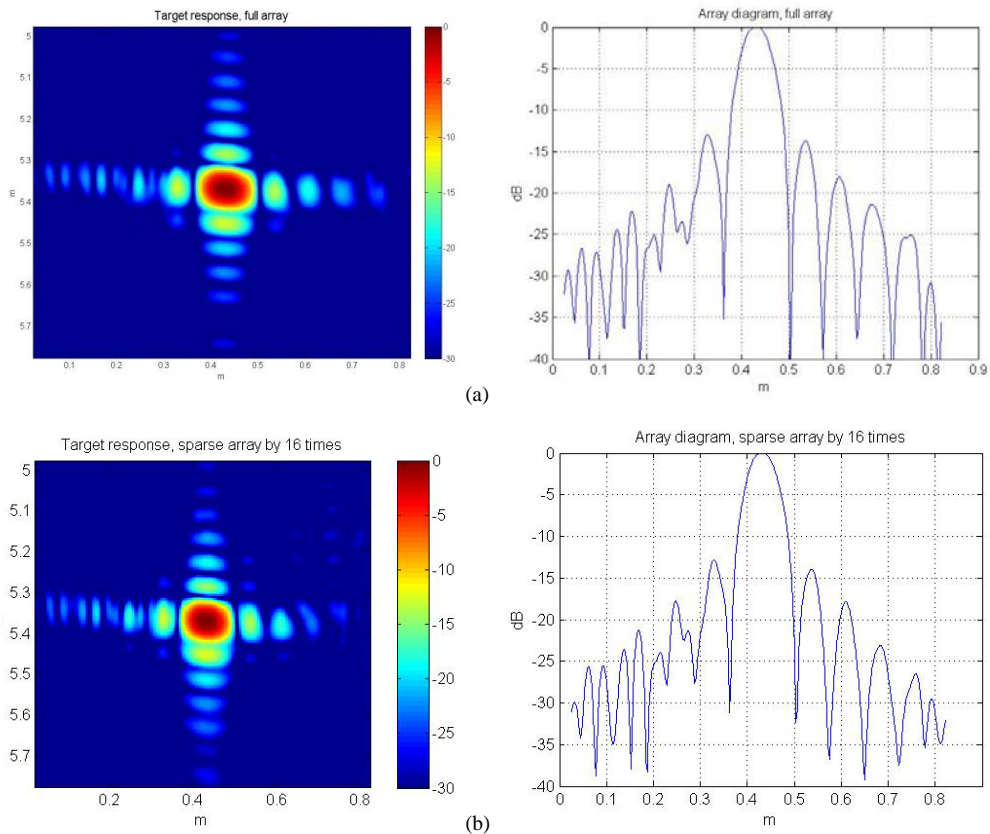 Target response, full array
5
5.1
5.2
5.3
m
5.4
5.5
5.6
5.7
0.1 0.2 0.3 0.4 0.5 0.6 0.7 0.8
m
0
-5
-10
-15
-20
-25
-30
Array diagram, full array
0
-5
-10
-15
dB
-20
-25
-30
-35
-40
0 0.1 0.2 0.3 0.4 0.5 0.6 0.7 0.8 0.9
m
(a)
Target response, sparse array by 16 times
5
5.1
5.2
5.3
5.4
5.5
5.6
5.7
0.2 0.4 0.6 0.8
m
0
-5
-10
-15
-20
-25
-30
Array diagram, sparse array by 16 times
0
-5
-10
-15
dB
-20
-25
-30
-35
-40
0 0.1 0.2 0.3 0.4 0.5 0.6 0.7 0.8
m
(b)